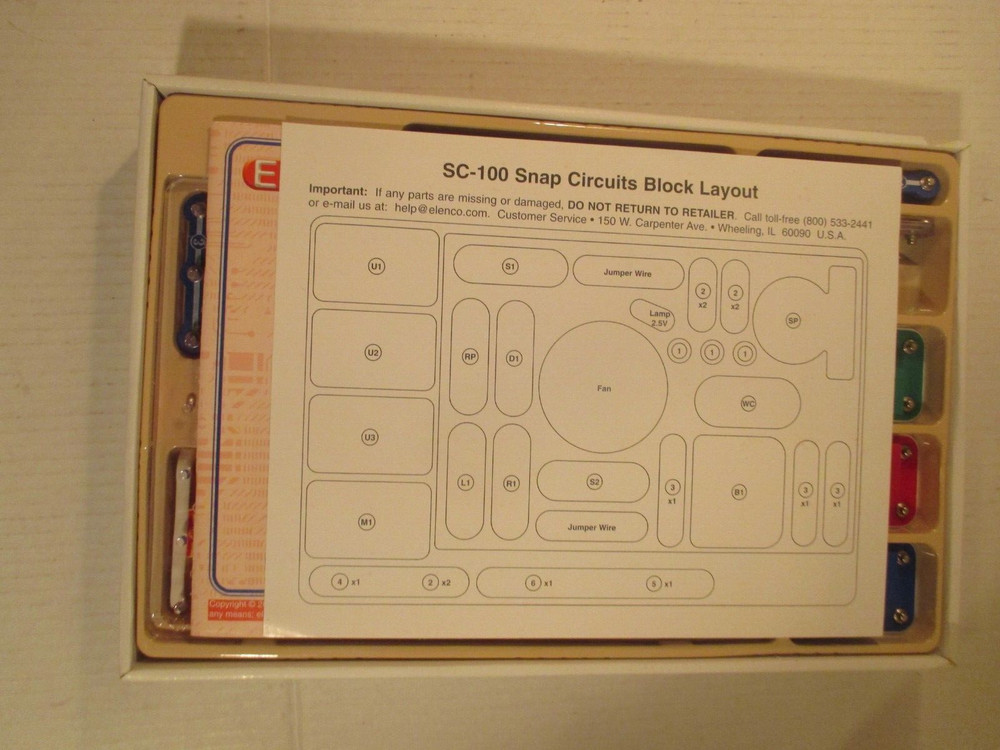 SC-100 Snap Circuits Block Layout
Important: If any parts are missing or damaged, DO NOT RETURN TO RETAILER. Call toll-free (800) 533-2441
or e-mail us at: help@elenco.com. Customer Service • 150 W. Carpenter Ave. • Wheeling, IL 60090 U.S.A.
E
3
U1
S1
Jumper Wire
2
x2
2
x2
Lamp
2.5V
SP
U2
RP
D1
1
1
1
Fan
WC
U3
L1
R1
S2
3
x1
B1
3
x1
3
x1
M1
Jumper Wire
4 x1
2 x2
6 x1
5 x1
Copyright ©
any means; el